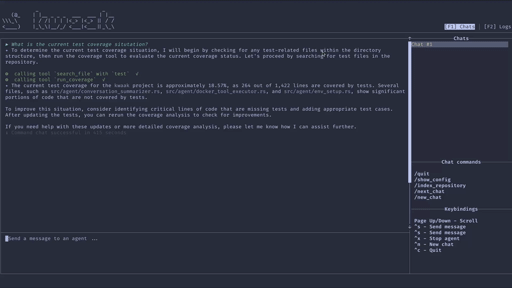 [F1] Chats | [F2] Logs
▶ What is the current test coverage situtation?
▸ To determine the current test coverage situation, I will begin by checking for any test-related files within the directory
structure, then run the coverage tool to evaluate the current coverage status. Let's proceed by searching for test files in the
repository.
⚙ calling tool `search_file` with `test` √
⚙ calling tool `run_coverage` √
▸ The current test coverage for the swask project is approximately 18.57%, as 264 out of 1,422 lines are covered by tests. Several
files, such as src/agent/conversation_summarizer.rs, src/agent/docker_tool_executor.rs, and src/agent/env_setup.rs, show significant
portions of code that are not covered by tests.
To improve this situation, consider identifying critical lines of code that are missing tests and adding appropriate test cases.
After updating the tests, you can rerun the coverage analysis to check for improvements.
If you need help with these updates or more detailed coverage analysis, please let me know how I can assist further.
Send a message to an agent ...
Chats
Chat #1
Chat commands
/quit
/show_config
/index_repository
/next_chat
/new_chat
Keybindings
Page Up/Down - Scroll
^s - Send message
^s - Send message
^x - Stop agent
^n - New chat
^c - Quit